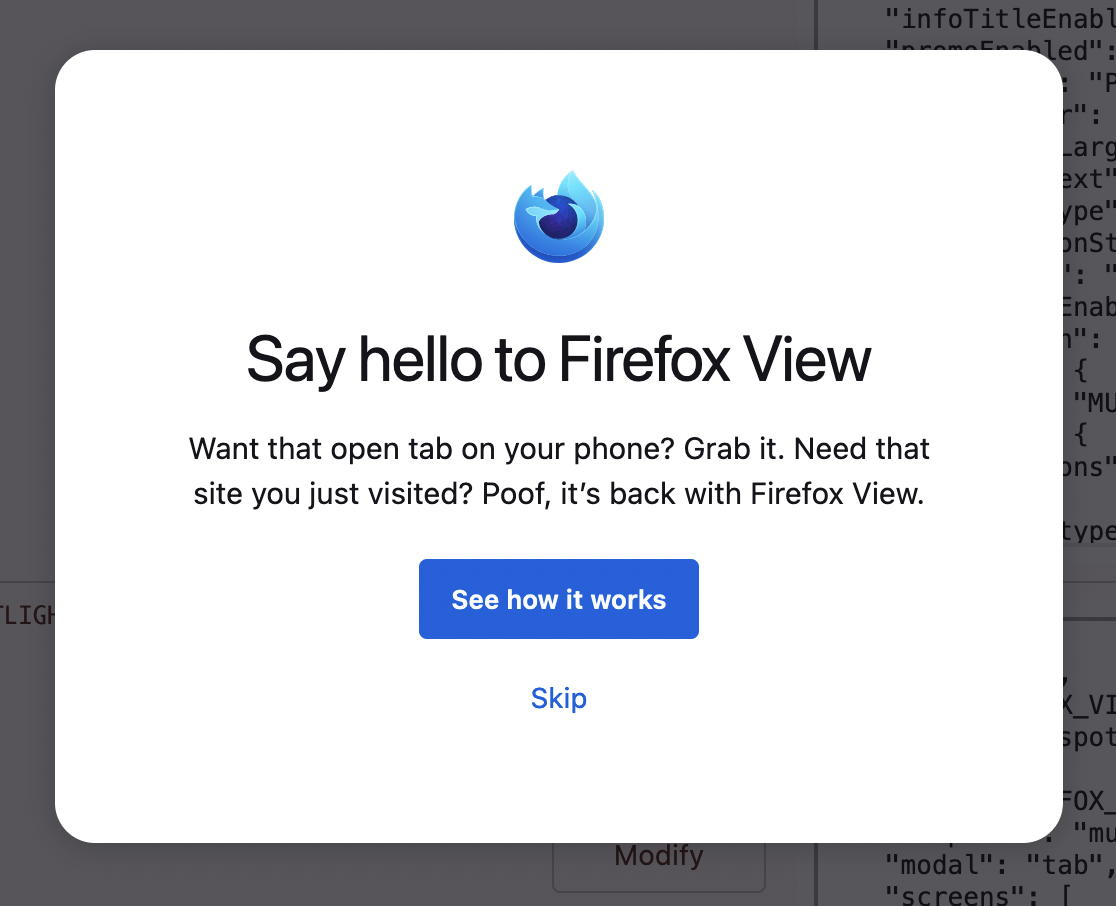 "infoTitleEnabl
"promoEnabled":
: "P
r":
Larg
ext"
ype"
onSt
": "
Enab
n":
{
"MU
{
ons"
type
Say hello to Firefox View
Want that open tab on your phone? Grab it. Need that
site you just visited? Poof, it’s back with Firefox View.
See how it works
Skip
TLIGH
X_VI
spot
FOX_
: "mu
Modify
"modal": "tab",
"screens": [